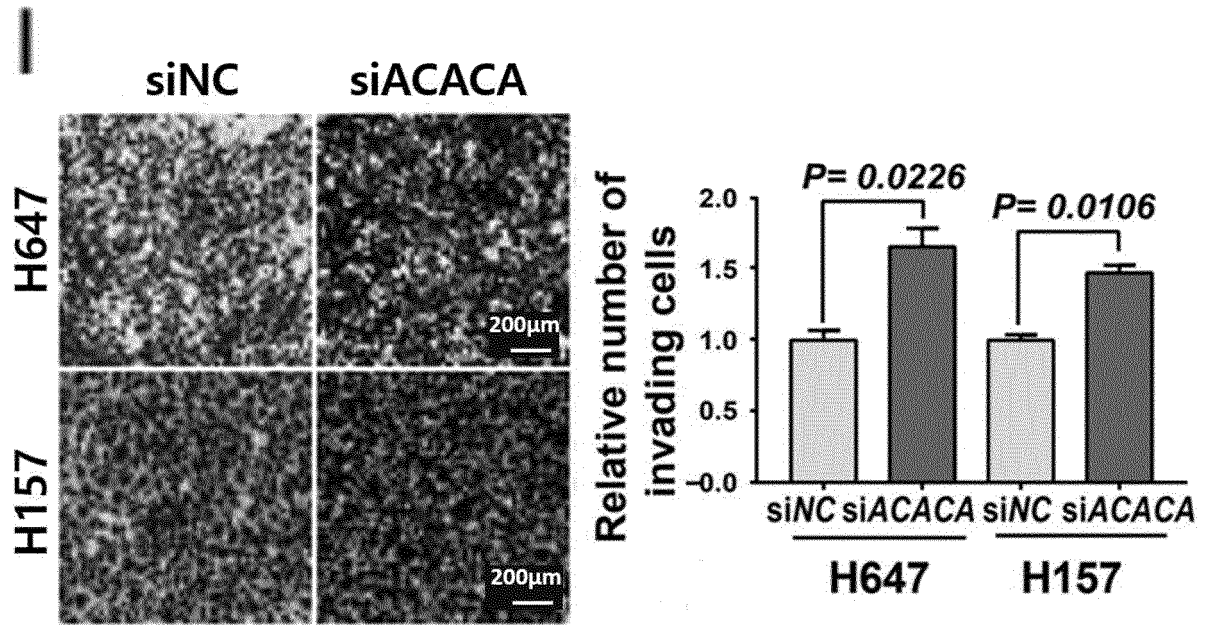 I
siNC siACACA
H647
200µm
H157
200µm
Relative number of
invading cells
P= 0.0226
P= 0.0106
2.0
1.5
1.0
0.5
0.0
siNC siACACA siNC siACACA
H647 H157